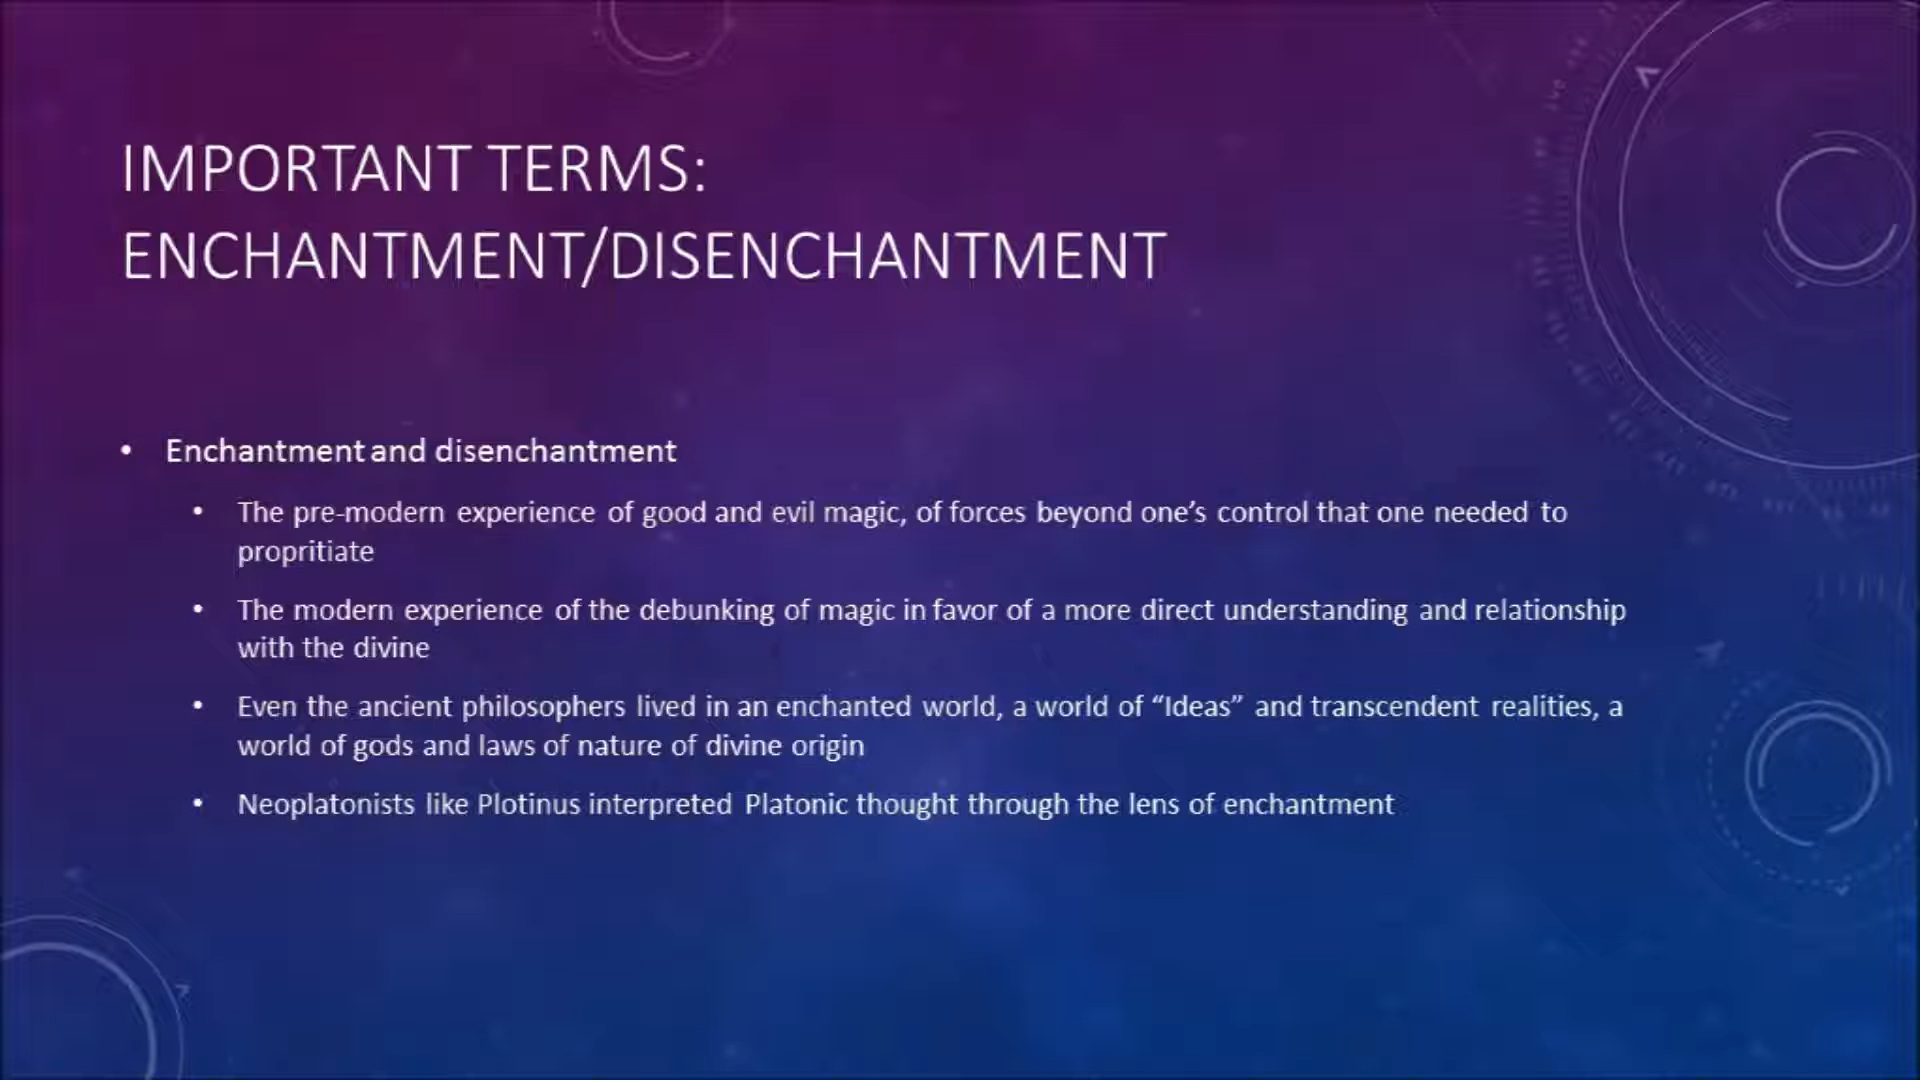 IMPORTANT TERMS:
ENCHANTMENT/DISENCHANTMENT
• Enchantment and disenchantment
• The pre-modern experience of good and evil magic, of forces beyond one’s control that one needed to
propritiate
• The modern experience of the debunking of magic in favor of a more direct understanding and relationship
with the divine
• Even the ancient philosophers lived in an enchanted world, a world of “Ideas” and transcendent realities, a
world of gods and laws of nature of divine origin
• Neoplatonists like Plotinus interpreted Platonic thought through the lens of enchantment